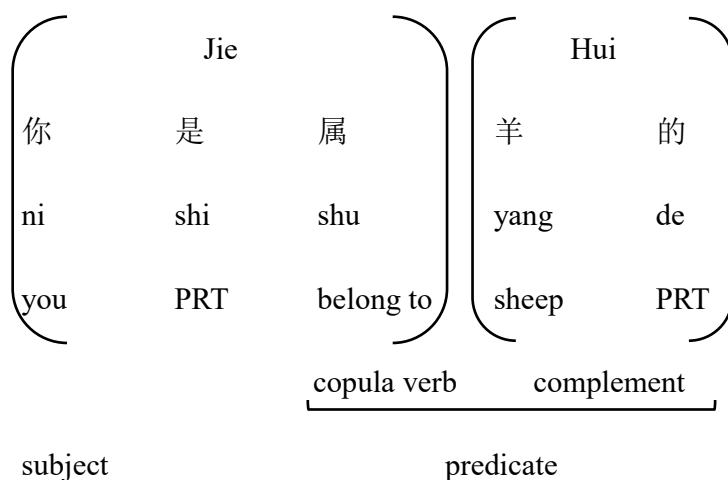 Jie Hui
你 是 属 羊 的
ni shi shu yang de
you PRT belong to sheep PRT
copula verb complement
subject predicate